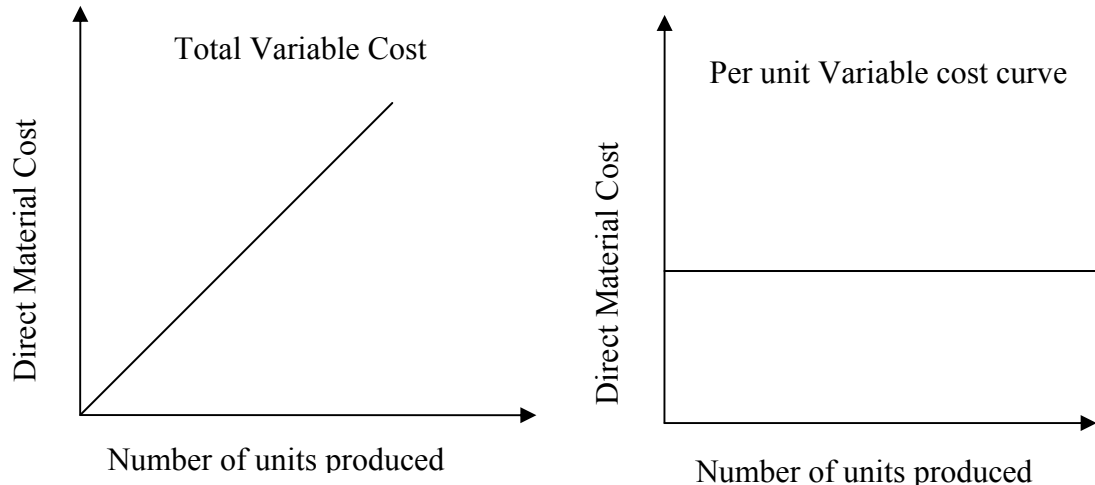 Total Variable Cost
Direct Material Cost
Number of units produced
Per unit Variable cost curve
Direct Material Cost
Number of units produced